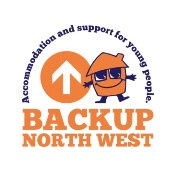 Accommodation and support for young people.
BACKUP
NORTH WEST